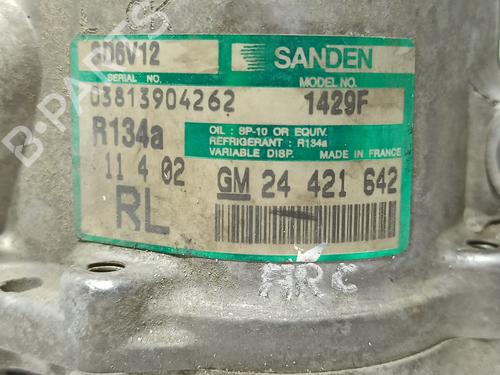 SD6V12 SANDEN
SERIAL NO. MODEL NO.
03813904262 1429F
R134a OIL : SP-10 OR EQUIV.
REFRIGERANT : R134a
VARIABLE DISP. MADE IN FRANCE
11 4 02 GM 24 421 642
RL
ARC